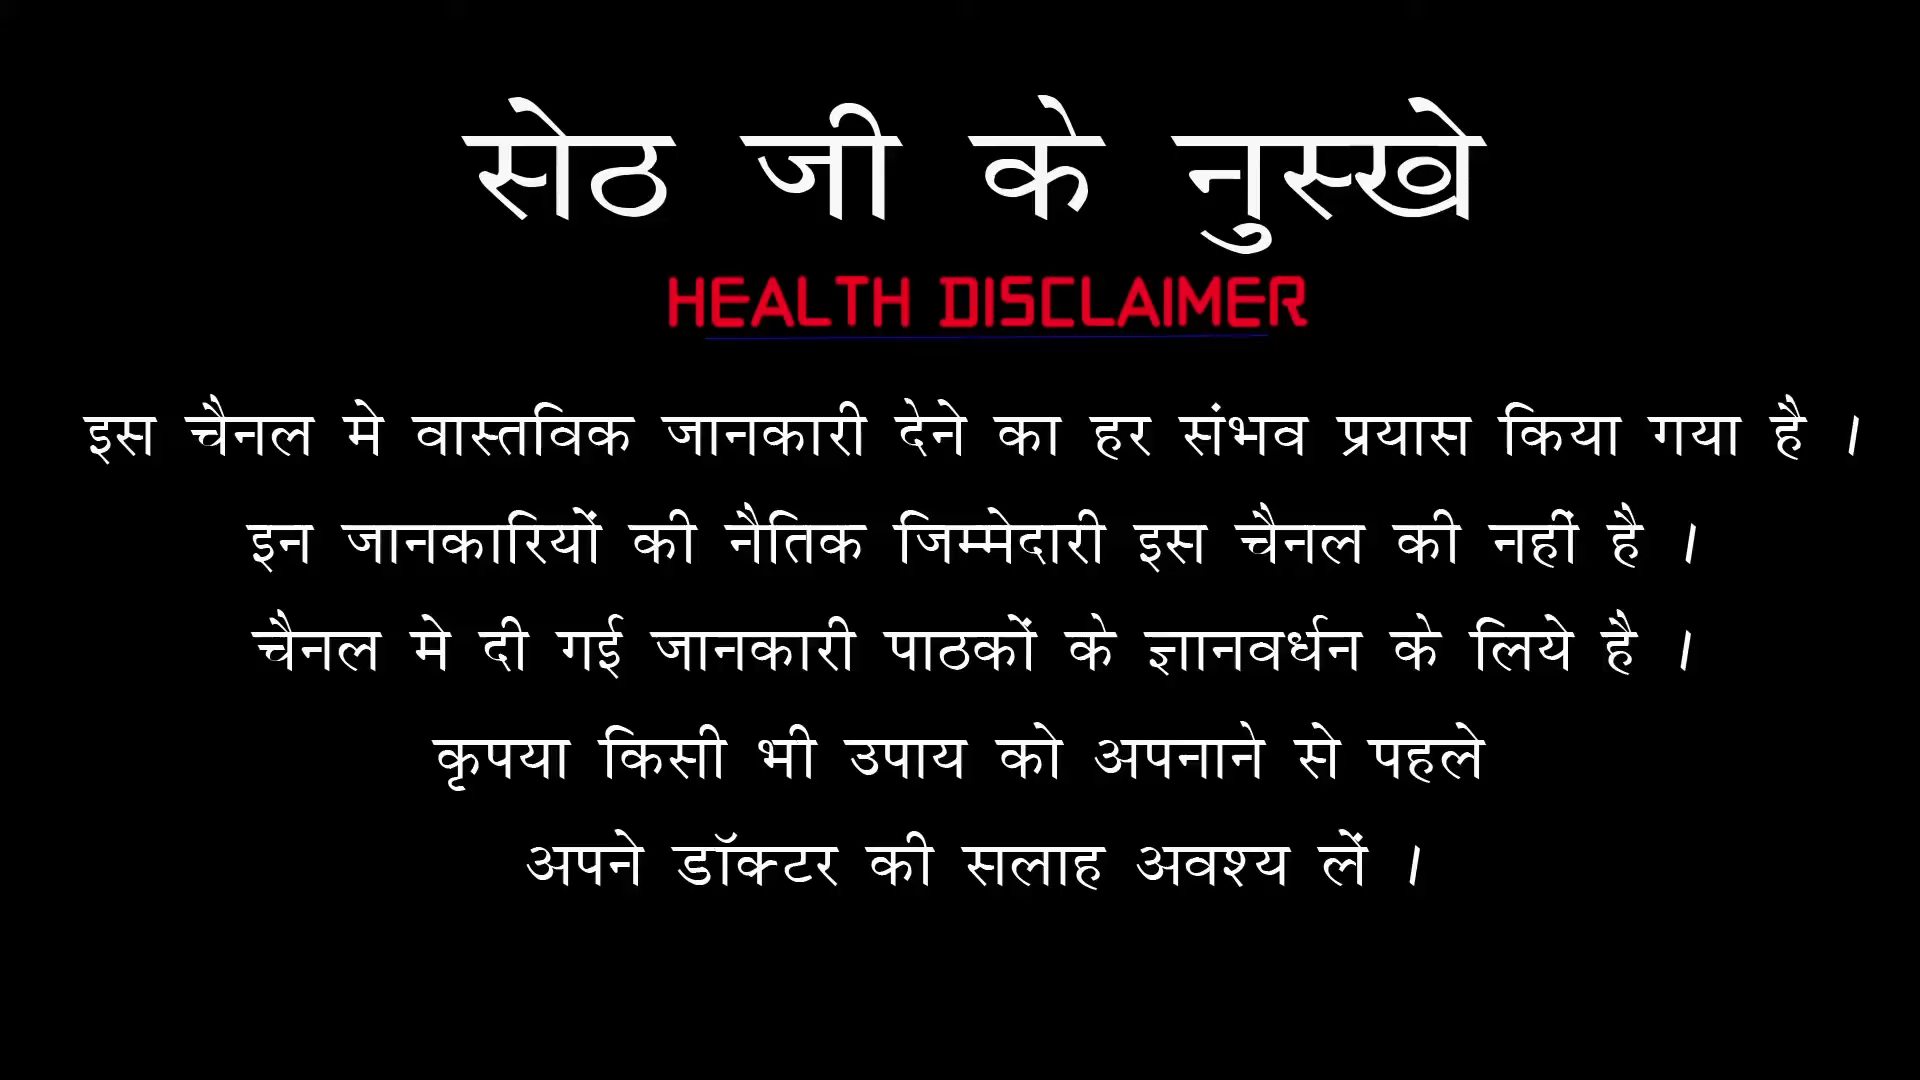 सेठ जी के नुस्खे
HEALTH DISCLAIMER
इस चैनल मे वास्तविक जानकारी देने का हर संभव प्रयास किया गया है ।
इन जानकारियों की नैतिक जिम्मेदारी इस चैनल की नहीं है ।
चैनल मे दी गई जानकारी पाठकों के ज्ञानवर्धन के लिये है ।
कृपया किसी भी उपाय को अपनाने से पहले
अपने डॉक्टर की सलाह अवश्य लें ।